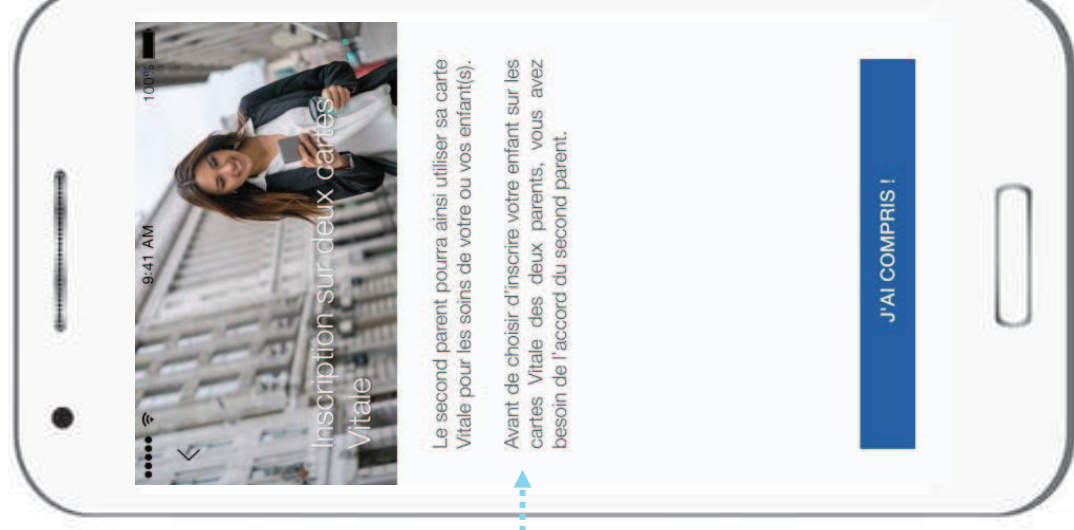 9:41 AM 100%
Inscription sur deux cartes
Vitale
Le second parent pourra ainsi utiliser sa carte
Vitale pour les soins de votre ou vos enfant(s).
Avant de choisir d'inscrire votre enfant sur les
cartes Vitale des deux parents, vous avez
besoin de l'accord du second parent.
J'AI COMPRIS !